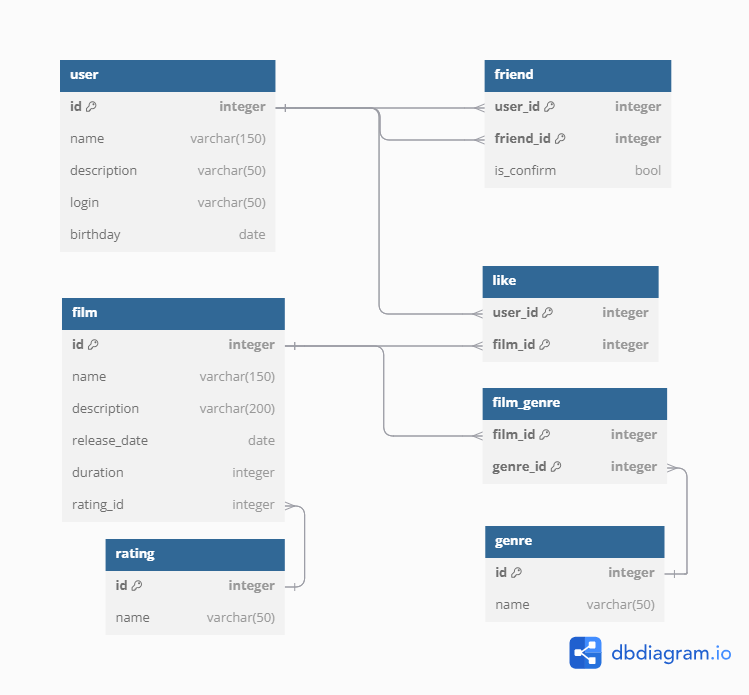 user
id integer
name varchar(150)
description varchar(50)
login varchar(50)
birthday date
friend
user_id integer
friend_id integer
is_confirm bool
like
user_id integer
film_id integer
film
id integer
name varchar(150)
description varchar(200)
release_date date
duration integer
rating_id integer
film_genre
film_id integer
genre_id integer
rating
id integer
name varchar(50)
genre
id integer
name varchar(50)
dbdiagram.io